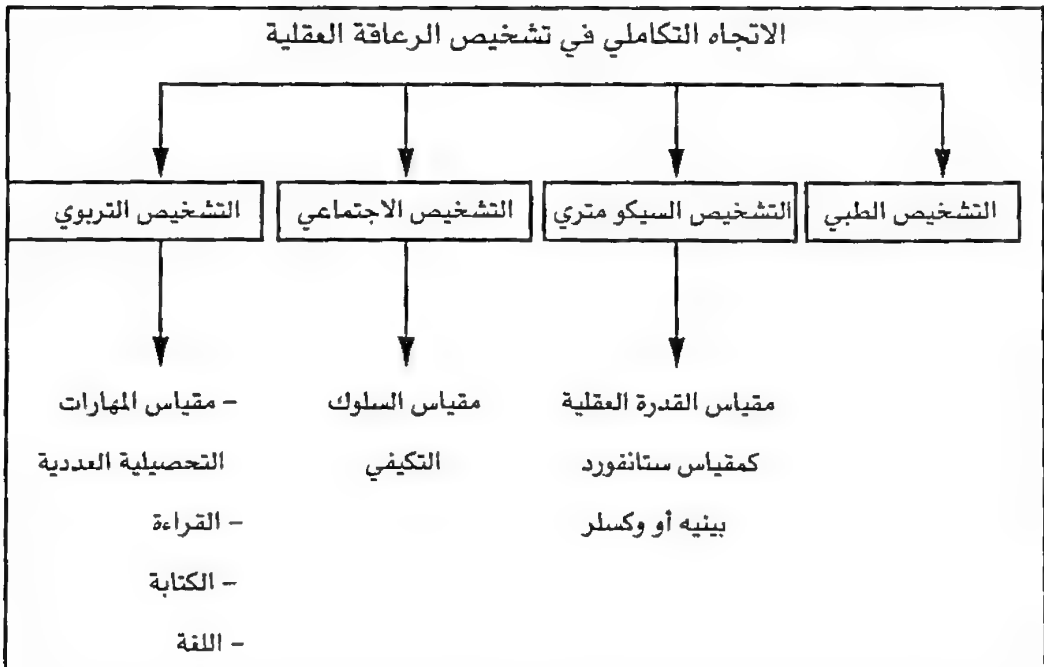 الاتجاه التكاملي في تشخيص الرعاقة العقلية
التشخيص الطبي
التشخيص السيكو متري
التشخيص الاجتماعي
التشخيص التربوي
مقياس القدرة العقلية
كمقياس ستانفورد
بينيه أو وكسلر
مقياس السلوك
التكيفي
– مقياس المهارات
التحصيلية العددية
– القراءة
– الكتابة
– اللغة